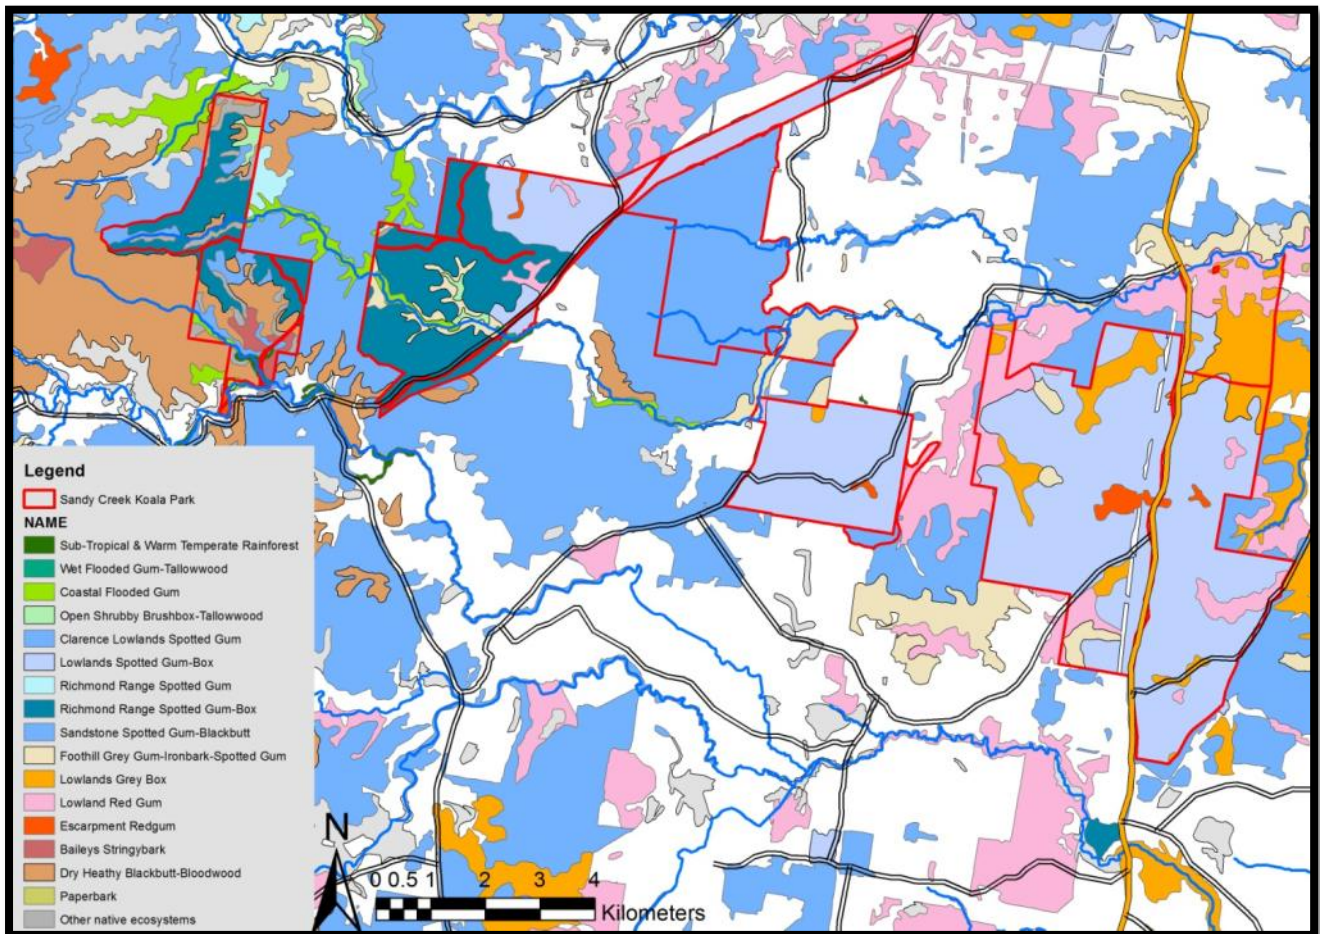 Legend
Sandy Creek Koala Park
NAME
Sub-Tropical & Warm Temperate Rainforest
Wet Flooded Gum-Tallowwood
Coastal Flooded Gum
Open Shrubby Brushbox-Tallowwood
Clarence Lowlands Spotted Gum
Lowlands Spotted Gum-Box
Richmond Range Spotted Gum
Richmond Range Spotted Gum-Box
Sandstone Spotted Gum-Blackbutt
Foothill Grey Gum-Ironbark-Spotted Gum
Lowlands Grey Box
Lowland Red Gum
Escarpment Redgum
Baileys Stringybark
Dry Heathy Blackbutt-Bloodwood
Paperbark
Other native ecosystems
N
0 0.5 1 2 3 4
Kilometers